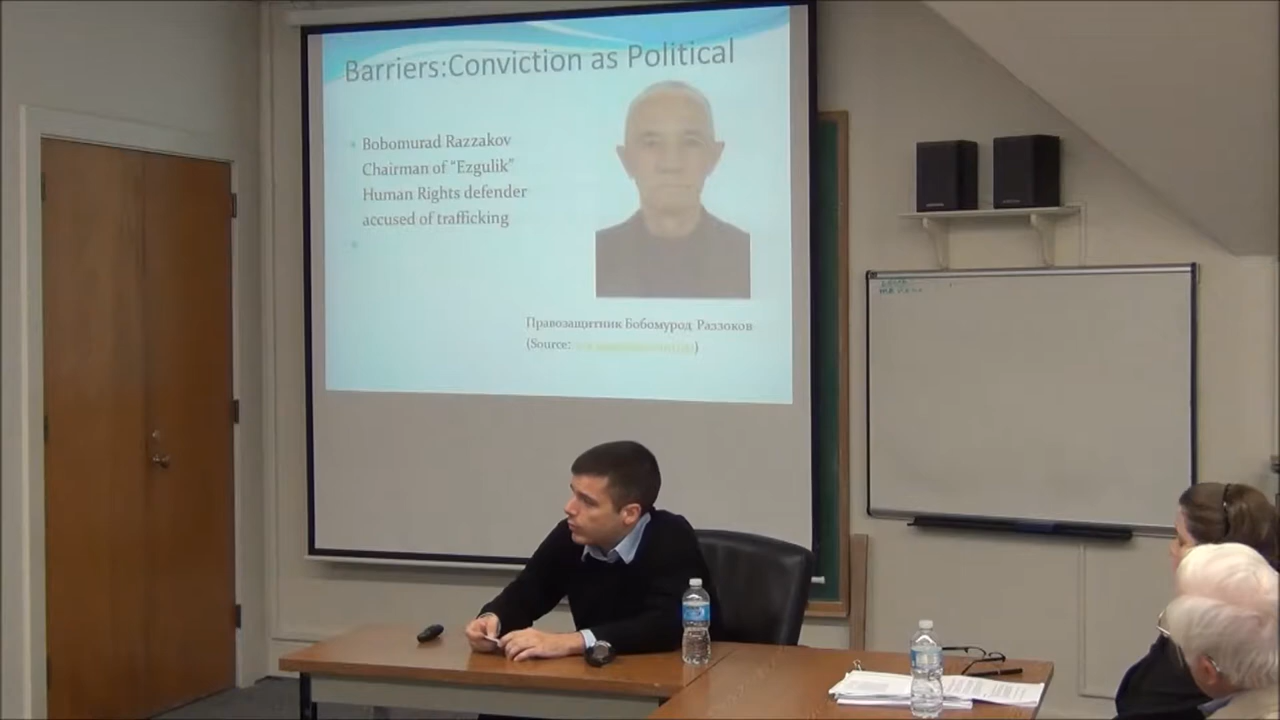 Barriers:Conviction as Political
Bobomurad Razzakov
Chairman of "Ezgulik"
Human Rights defender
accused of trafficking
Правозащитник Бобомурод Раззоков
(Source: )